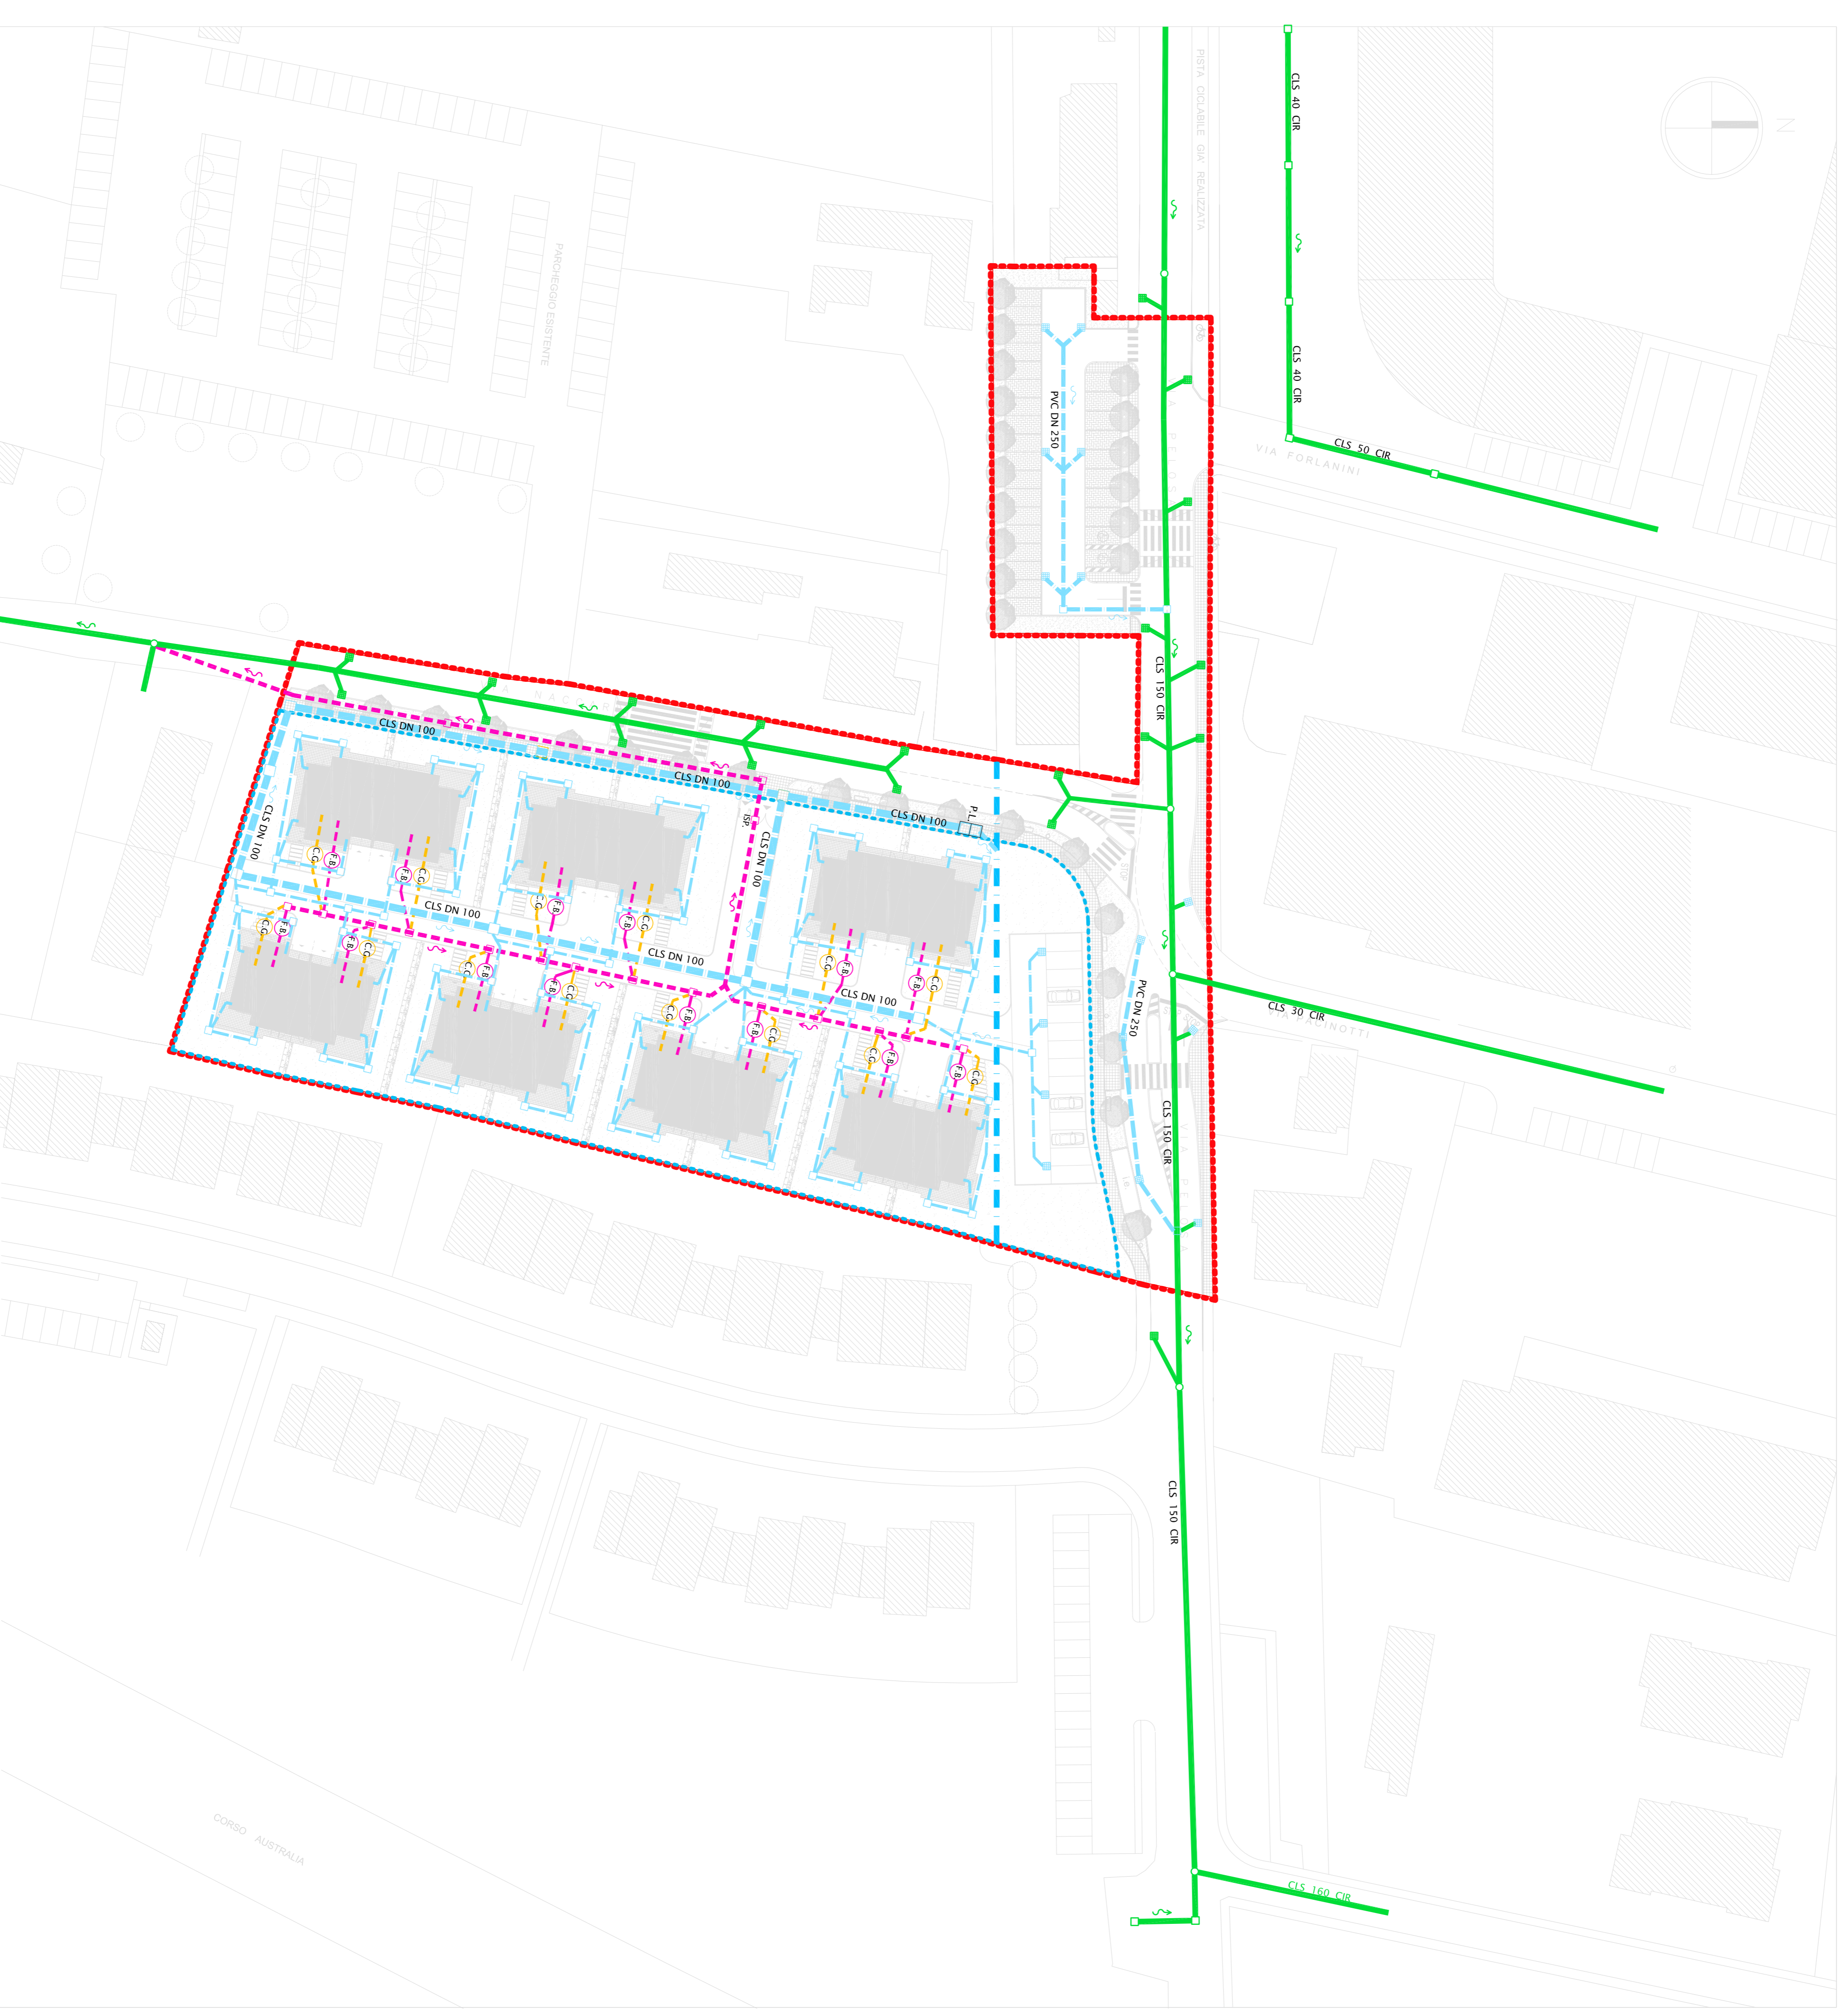 CLS 40 CIR
PISTA CICLABILE GIA' REALIZZATA
N
PARCHEGGIO ESISTENTE
CLS 40 CIR
PVC DN 250
CLS 50 CIR
VIA FORLANINI
CLS 150 CIR
CLS DN 100
CLS DN 100
CLS DN 100
P.L.
ISP.
CLS DN 100
CLS DN 100
C.G.
F.B.
F.B.
C.G.
C.G.
F.B.
F.B.
C.G.
CLS DN 100
C.G.
F.B.
F.B.
C.G.
CLS DN 100
C.G.
F.B.
F.B.
C.G.
C.G.
F.B.
F.B.
C.G.
CLS DN 100
C.G.
F.B.
F.B.
C.G.
C.G.
F.B.
F.B.
C.G.
C.G.
F.B.
F.B.
C.G.
PVC DN 250
CLS 30 CIR
CLS 150 CIR
CLS 150 CIR
CORSO AUSTRALIA
CLS 160 CIR